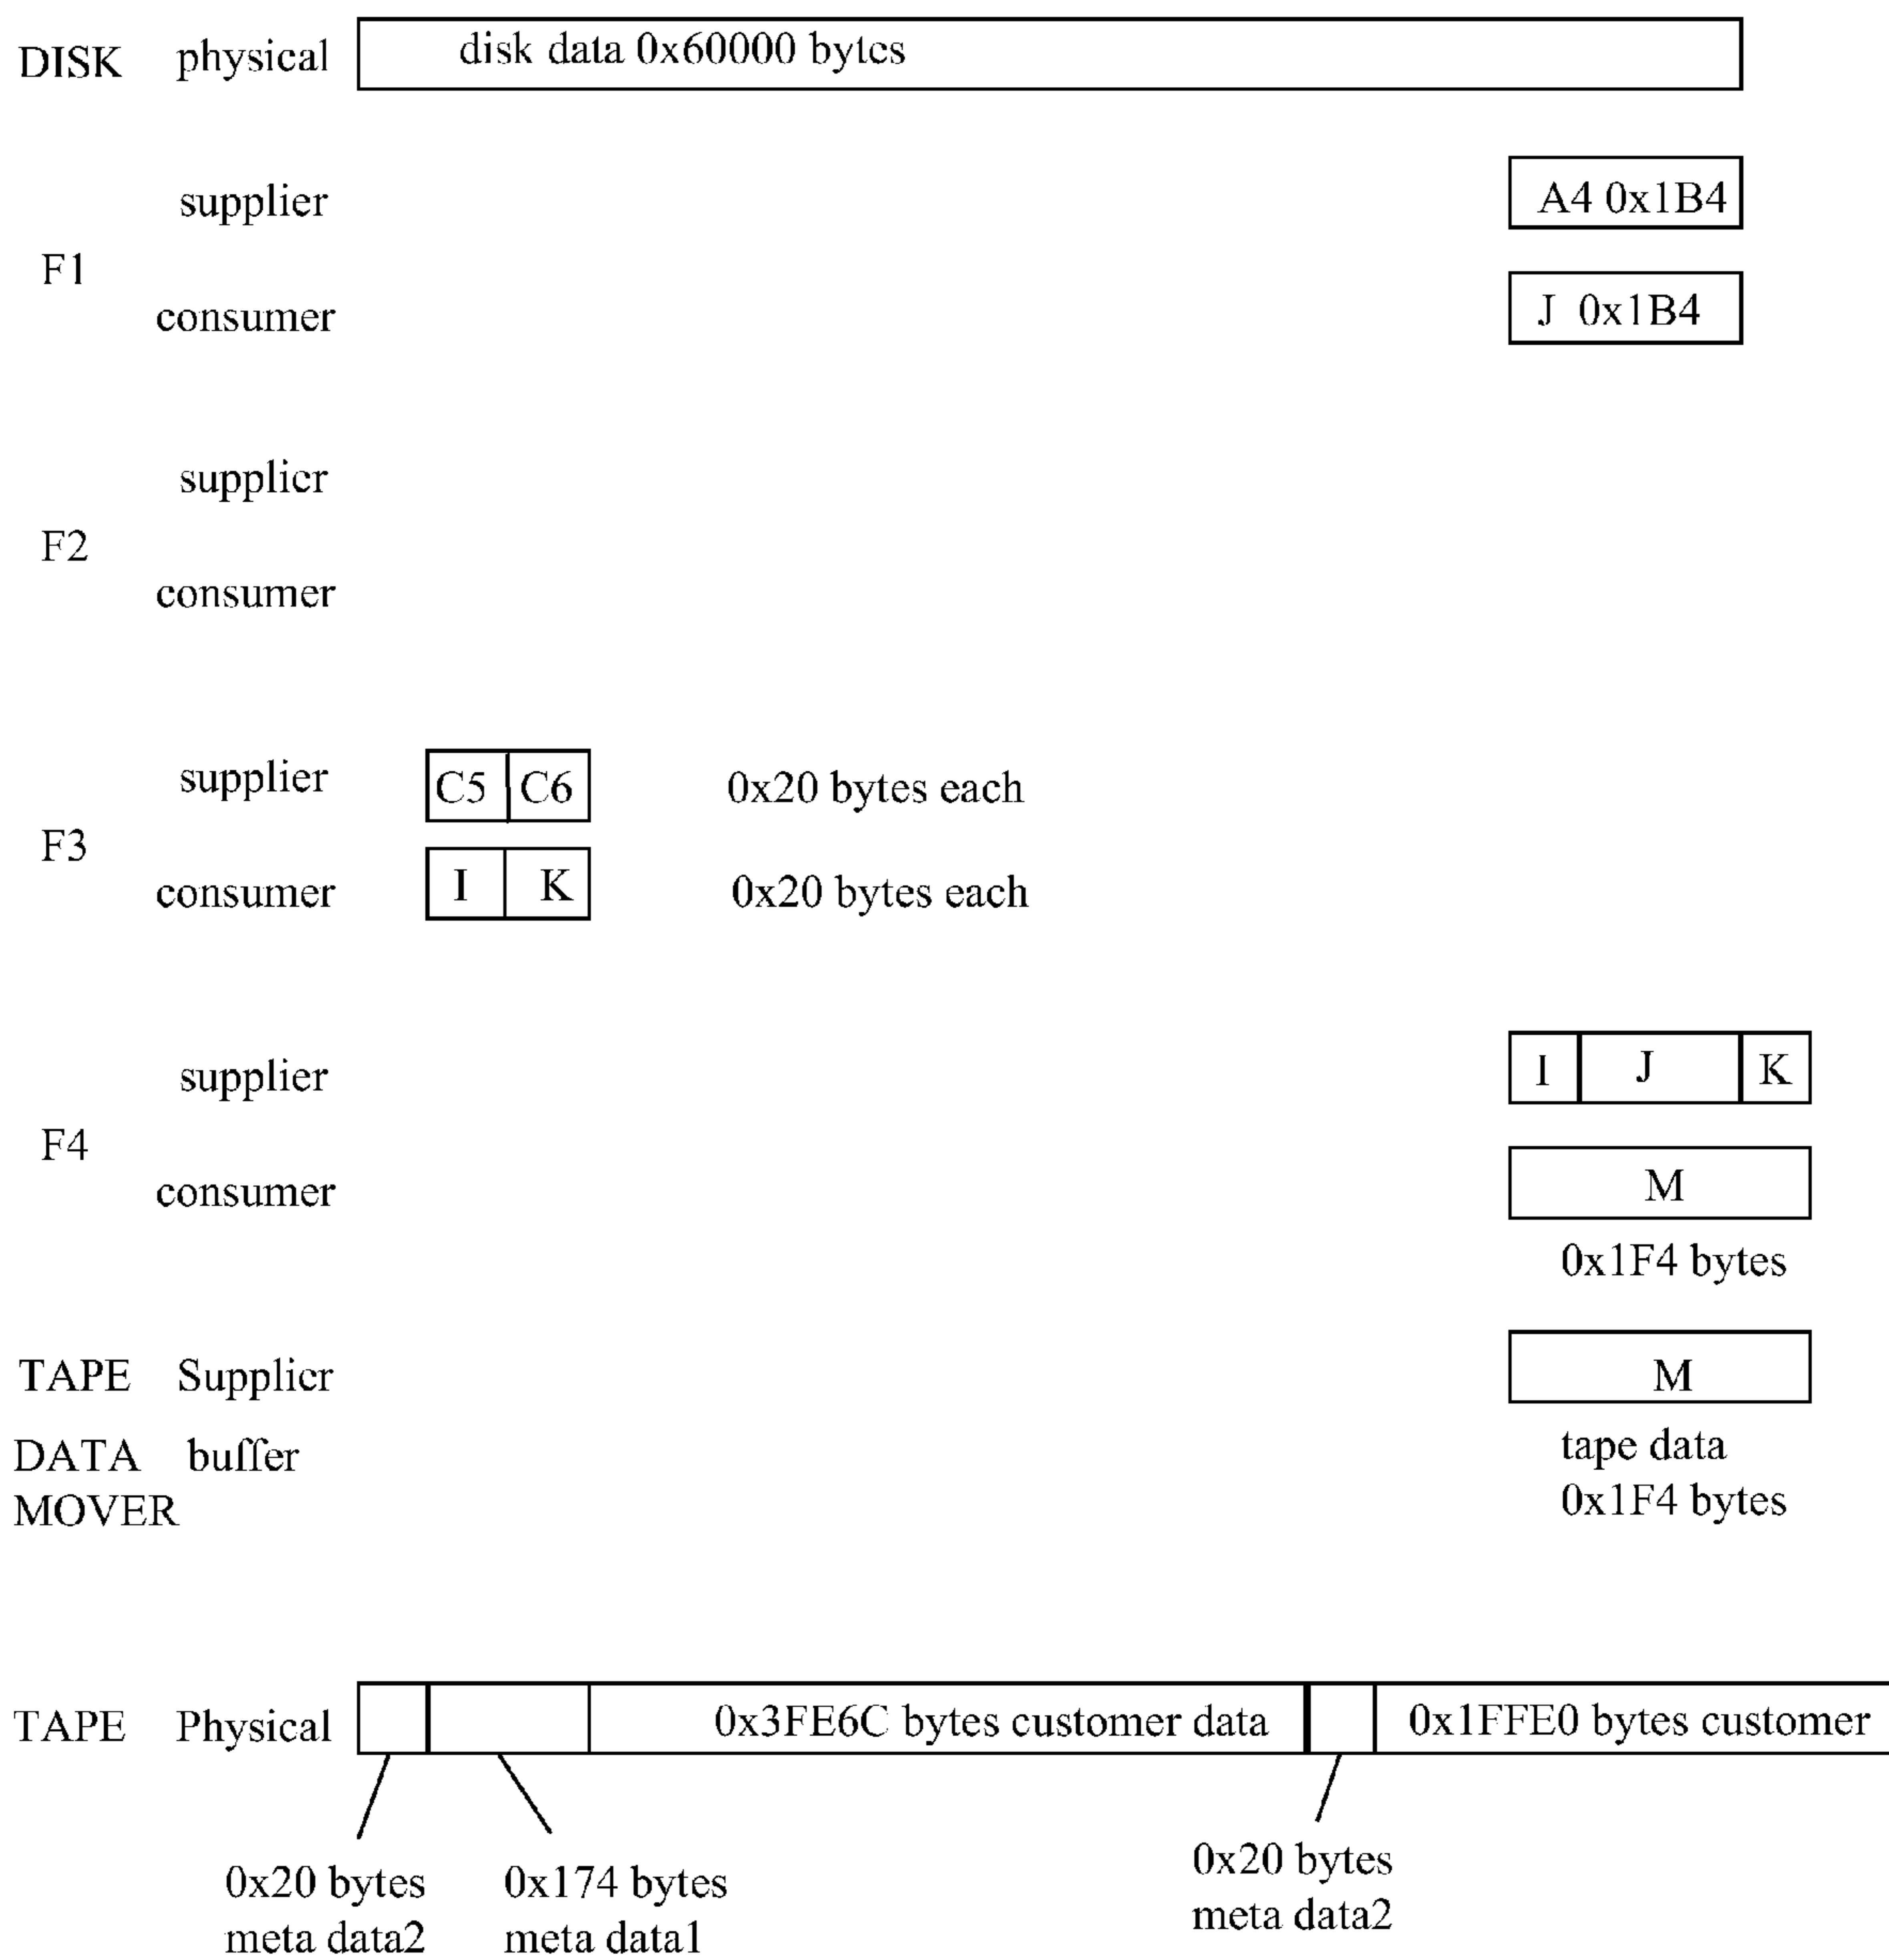 DISK physical disk data 0x60000 bytes
supplier A4 0x1B4
F1
consumer J 0x1B4
supplier
F2
consumer
supplier C5 C6 0x20 bytes each
F3
consumer I K 0x20 bytes each
supplier I J K
F4
consumer M
0x1F4 bytes
TAPE Supplier M
DATA buffer tape data
MOVER 0x1F4 bytes
TAPE Physical 0x3FE6C bytes customer data 0x1FFE0 bytes customer
0x20 bytes 0x174 bytes 0x20 bytes
meta data2 meta data1 meta data2